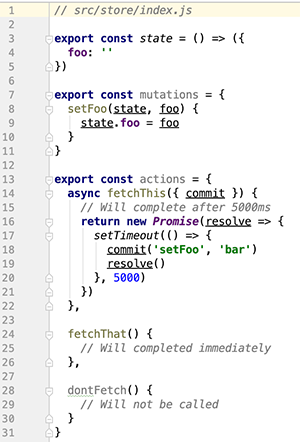 1 // src/store/index.js
2
3 export const state = () => ({
4   foo: ''
5 })
6
7 export const mutations = {
8   setFoo(state, foo) {
9     state.foo = foo
10   }
11 }
12
13 export const actions = {
14   async fetchThis({ commit }) {
15     // Will complete after 5000ms
16     return new Promise(resolve => {
17       setTimeout(() => {
18         commit('setFoo', 'bar')
19         resolve()
20       }, 5000)
21     })
22   },
23
24   fetchThat() {
25     // Will completed immediately
26   },
27
28   dontFetch() {
29     // Will not be called
30   }
31 }